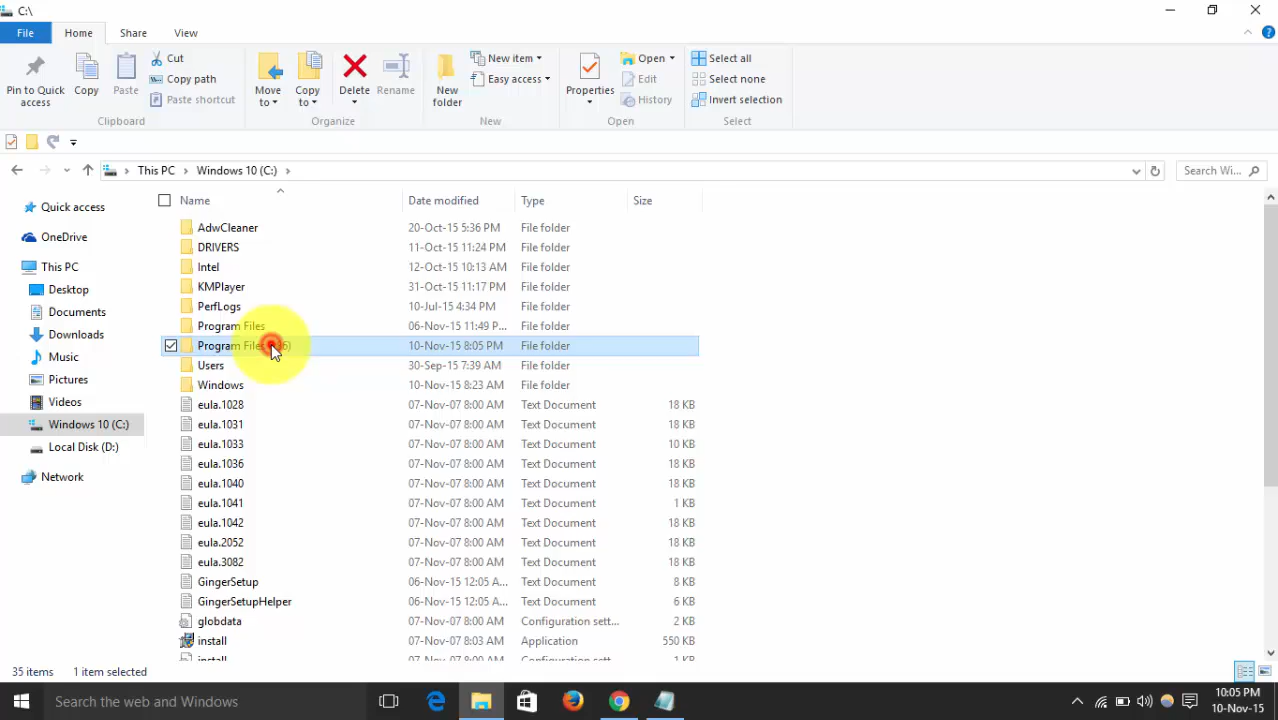 C:\
File Home Share View
Pin to Quick access
Copy
Paste
Cut
Copy path
Paste shortcut
Clipboard
Move to
Copy to
Delete
Rename
Organize
New folder
New item
Easy access
New
Properties
Open
Edit
History
Open
Select all
Select none
Invert selection
Select
This PC Windows 10 (C:)
Search Wi...
Quick access
OneDrive
This PC
Desktop
Documents
Downloads
Music
Pictures
Videos
Windows 10 (C:)
Local Disk (D:)
Network
Name Date modified Type Size
AdwCleaner 20-Oct-15 5:36 PM File folder
DRIVERS 11-Oct-15 11:24 PM File folder
Intel 12-Oct-15 10:13 AM File folder
KMPlayer 31-Oct-15 11:17 PM File folder
PerfLogs 10-Jul-15 4:34 PM File folder
Program Files 06-Nov-15 11:49 P... File folder
Program Files 10-Nov-15 8:05 PM File folder
Users 30-Sep-15 7:39 AM File folder
Windows 10-Nov-15 8:23 AM File folder
eula.1028 07-Nov-07 8:00 AM Text Document 18 KB
eula.1031 07-Nov-07 8:00 AM Text Document 18 KB
eula.1033 07-Nov-07 8:00 AM Text Document 10 KB
eula.1036 07-Nov-07 8:00 AM Text Document 18 KB
eula.1040 07-Nov-07 8:00 AM Text Document 18 KB
eula.1041 07-Nov-07 8:00 AM Text Document 1 KB
eula.1042 07-Nov-07 8:00 AM Text Document 18 KB
eula.2052 07-Nov-07 8:00 AM Text Document 18 KB
eula.3082 07-Nov-07 8:00 AM Text Document 18 KB
GingerSetup 06-Nov-15 12:05 A... Text Document 8 KB
GingerSetupHelper 06-Nov-15 12:05 A... Text Document 6 KB
globdata 07-Nov-07 8:00 AM Configuration sett... 2 KB
install 07-Nov-07 8:03 AM Application 550 KB
35 items 1 item selected
Search the web and Windows
10:05 PM
10-Nov-15